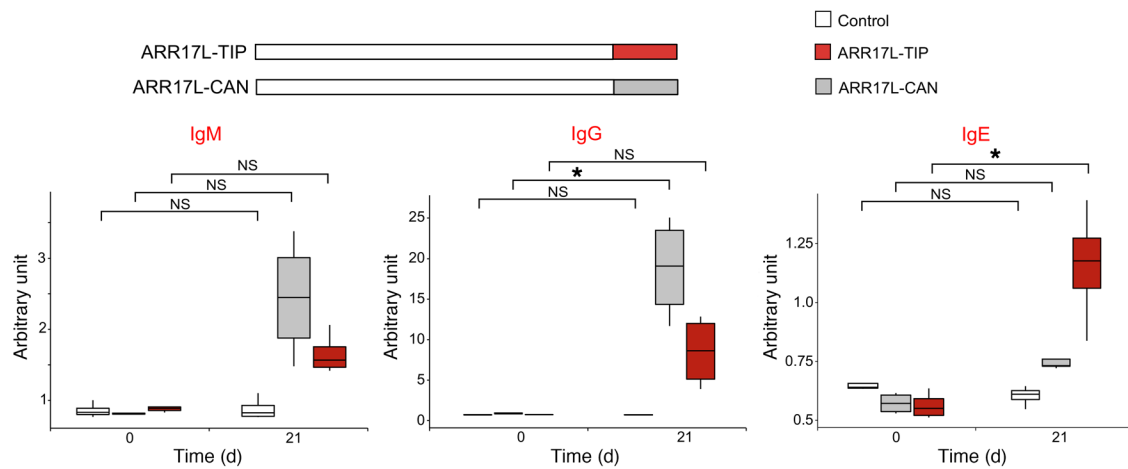 Control
ARR17L-TIP
ARR17L-TIP
ARR17L-CAN
ARR17L-CAN
IgM
NS
NS
NS
Arbitrary unit
3
2
1
0
21
Time (d)
IgG
NS
*
NS
Arbitrary unit
25
20
15
10
5
0
0
21
Time (d)
IgE
*
NS
NS
Arbitrary unit
1.25
1.0
0.75
0.5
0
21
Time (d)